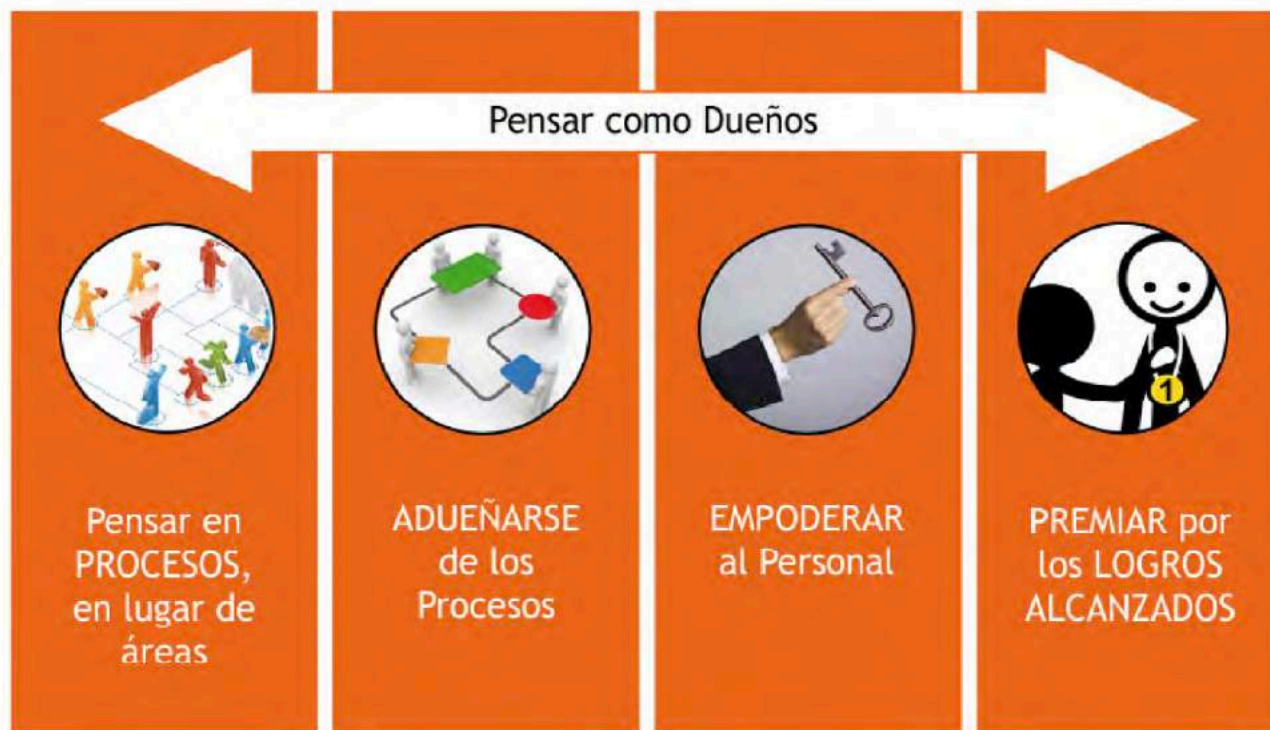 Pensar como Dueños
Pensar en
PROCESOS,
en lugar de
áreas
ADUEÑARSE
de los
Procesos
EMPODERAR
al Personal
PREMIAR por
los LOGROS
ALCANZADOS
1